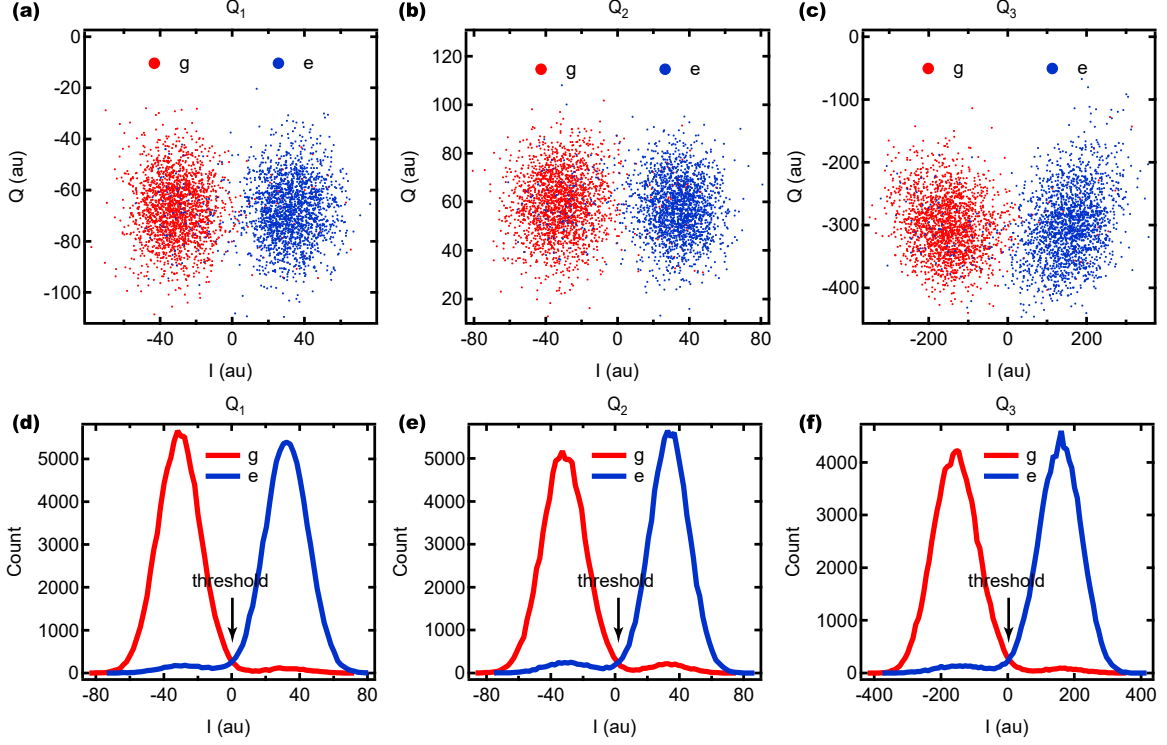 (a)
Q1
0
-20
-40
-60
-80
-100
Q (au)
g
e
-40
0
40
I (au)
(b)
Q2
120
100
80
60
40
20
Q (au)
g
e
-80
-40
0
40
80
I (au)
(c)
Q3
0
-100
-200
-300
-400
Q (au)
g
e
-200
0
200
I (au)
(d)
Q1
5000
4000
3000
2000
1000
0
Count
g
e
threshold
-80
-40
0
40
80
I (au)
(e)
Q2
5000
4000
3000
2000
1000
0
Count
g
e
threshold
-80
-40
0
40
80
I (au)
(f)
Q3
4000
3000
2000
1000
0
Count
g
e
threshold
-400
-200
0
200
400
I (au)